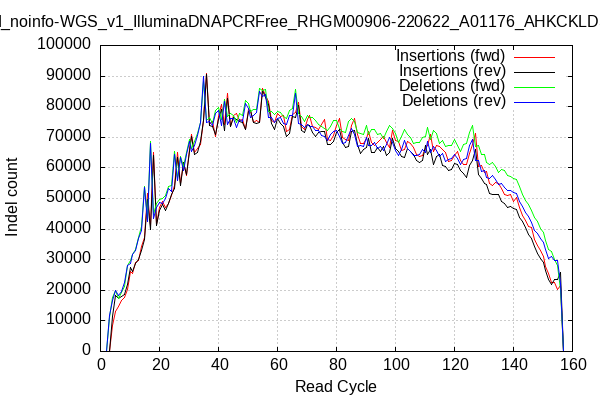 noinfo-WGS_v1_IlluminaDNAPCRFree_RHGM00906-220622_A01176_AHKCKLD
Insertions (fwd)
Insertions (rev)
Deletions (fwd)
Deletions (rev)
100000
90000
80000
70000
60000
50000
40000
30000
20000
10000
0
Indel count
0 20 40 60 80 100 120 140 160
Read Cycle